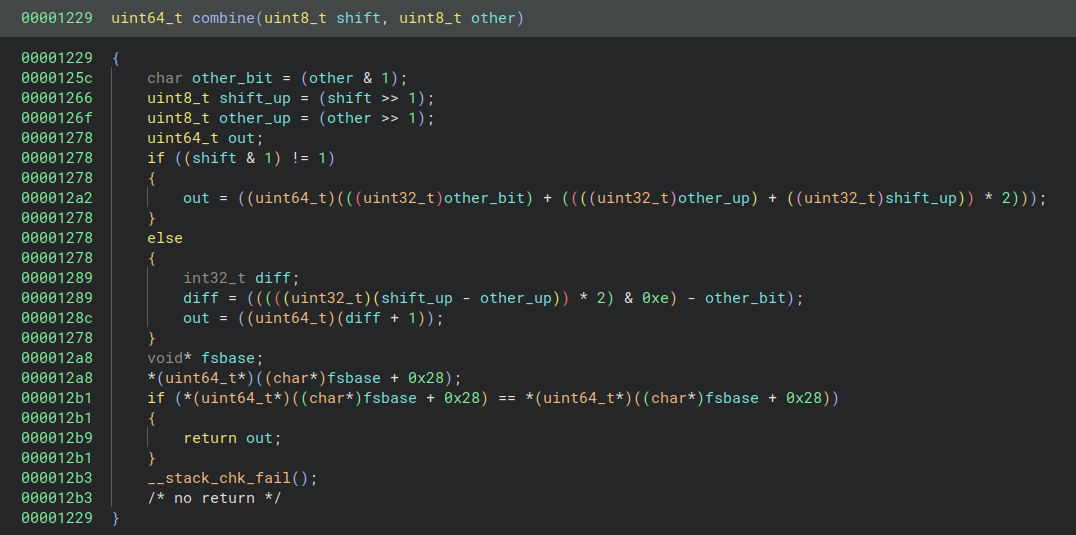 00001229 uint64_t combine(uint8_t shift, uint8_t other)
00001229 {
0000125c char other_bit = (other & 1);
00001266 uint8_t shift_up = (shift >> 1);
0000126f uint8_t other_up = (other >> 1);
00001278 uint64_t out;
00001278 if ((shift & 1) != 1)
00001278 {
000012a2 out = ((uint64_t)(((uint32_t)other_bit) + ((((uint32_t)other_up) + ((uint32_t)shift_up)) * 2)));
00001278 }
00001278 else
00001278 {
00001289 int32_t diff;
00001289 diff = (((((uint32_t)(shift_up - other_up)) * 2) & 0xe) - other_bit);
0000128c out = ((uint64_t)(diff + 1));
00001278 }
000012a8 void* fsbase;
000012a8 *(uint64_t*)((char*)fsbase + 0x28);
000012b1 if (*(uint64_t*)((char*)fsbase + 0x28) == *(uint64_t*)((char*)fsbase + 0x28))
000012b1 {
000012b9 return out;
000012b1 }
000012b3 __stack_chk_fail();
000012b3 /* no return */
00001229 }